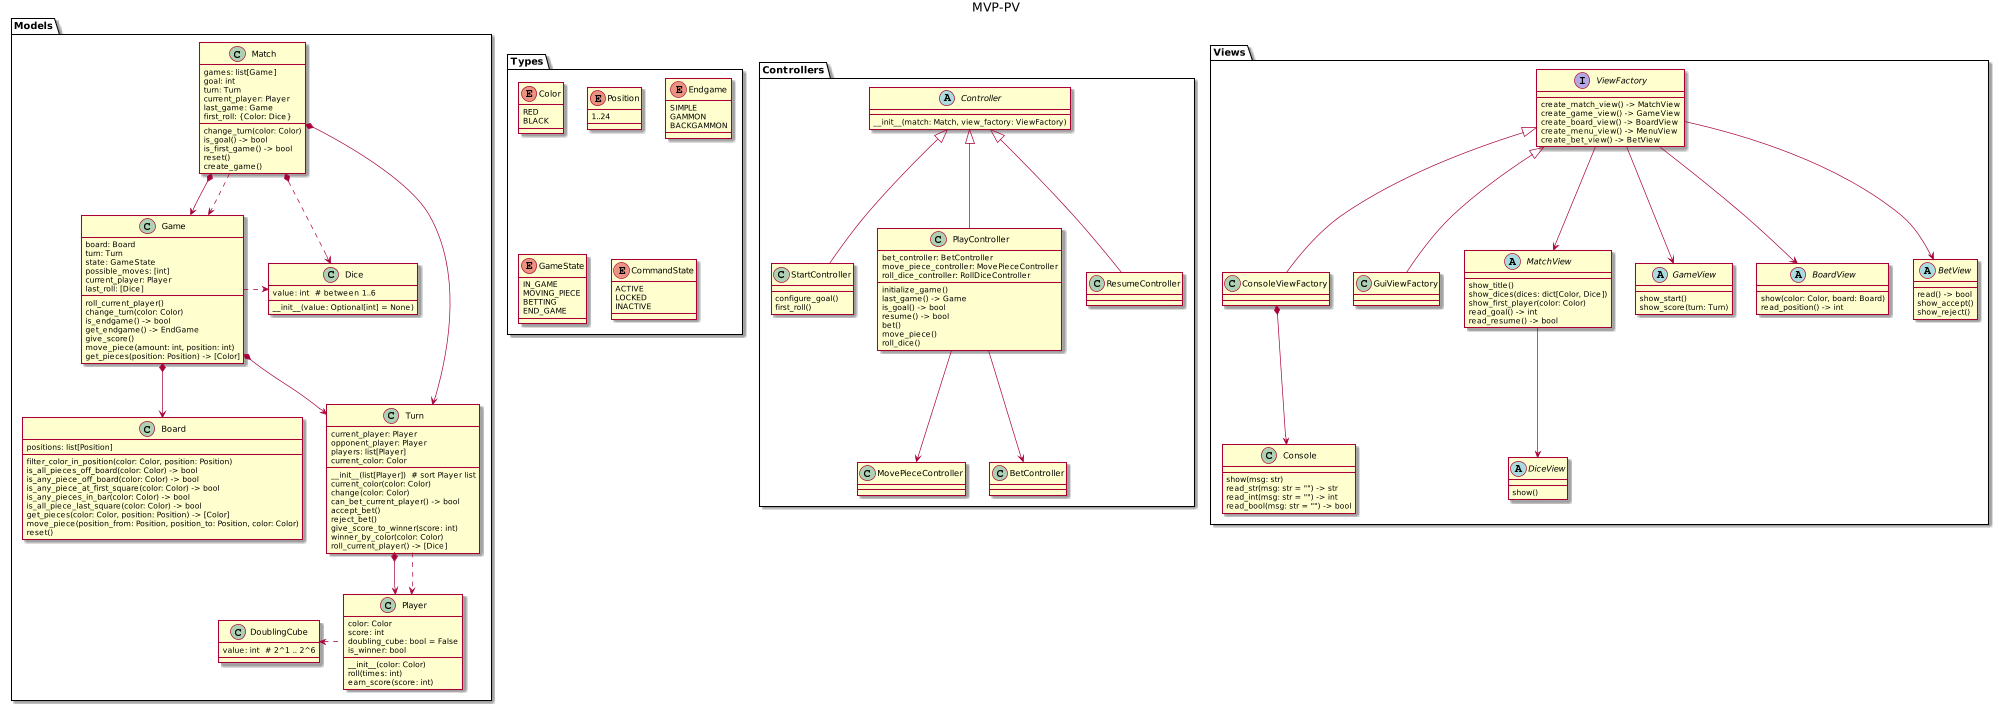 MVP-PV
Models
C Match
games: list[Game]
goal: int
turn: Turn
current_player: Player
last_game: Game
first_roll: {Color: Dice}
change_turn(color: Color)
is_goal() -> bool
is_first_game() -> bool
reset()
create_game()
C Game
board: Board
turn: Turn
state: GameState
possible_moves: [int]
current_player: Player
last_roll: [Dice]
roll_current_player()
change_turn(color: Color)
is_endgame() -> bool
get_endgame() -> EndGame
give_score()
move_piece(amount: int, position: int)
get_pieces(position: Position) -> [Color]
C Dice
value: int  # between 1..6
__init__(value: Optional[int] = None)
C Board
positions: list[Position]
filter_color_in_position(color: Color, position: Position)
is_all_pieces_off_board(color: Color) -> bool
is_any_piece_off_board(color: Color) -> bool
is_any_piece_at_first_square(color: Color) -> bool
is_any_pieces_in_bar(color: Color) -> bool
is_all_piece_last_square(color: Color) -> bool
get_pieces(color: Color, position: Position) -> [Color]
move_piece(position_from: Position, position_to: Position, color: Color)
reset()
C Turn
current_player: Player
opponent_player: Player
players: list[Player]
current_color: Color
__init__(list[Player])  # sort Player list
current_color(color: Color)
change(color: Color)
can_bet_current_player() -> bool
accept_bet()
reject_bet()
give_score_to_winner(score: int)
winner_by_color(color: Color)
roll_current_player() -> [Dice]
C DoublingCube
value: int  # 2^1 .. 2^6
C Player
color: Color
score: int
doubling_cube: bool = False
is_winner: bool
__init__(color: Color)
roll(times: int)
earn_score(score: int)
Types
E Color
RED
BLACK
E Position
1..24
E Endgame
SIMPLE
GAMMON
BACKGAMMON
E GameState
IN_GAME
MOVING_PIECE
BETTING
END_GAME
E CommandState
ACTIVE
LOCKED
INACTIVE
Controllers
A Controller
__init__(match: Match, view_factory: ViewFactory)
C StartController
configure_goal()
first_roll()
C PlayController
bet_controller: BetController
move_piece_controller: MovePieceController
roll_dice_controller: RollDiceController
initialize_game()
last_game() -> Game
is_goal() -> bool
resume() -> bool
bet()
move_piece()
roll_dice()
C ResumeController
C MovePieceController
C BetController
Views
I ViewFactory
create_match_view() -> MatchView
create_game_view() -> GameView
create_board_view() -> BoardView
create_menu_view() -> MenuView
create_bet_view() -> BetView
C ConsoleViewFactory
C GuiViewFactory
A MatchView
show_title()
show_dices(dices: dict[Color, Dice])
show_first_player(color: Color)
read_goal() -> int
read_resume() -> bool
A GameView
show_start()
show_score(turn: Turn)
A BoardView
show(color: Color, board: Board)
read_position() -> int
A BetView
read() -> bool
show_accept()
show_reject()
C Console
show(msg: str)
read_str(msg: str = "") -> str
read_int(msg: str = "") -> int
read_bool(msg: str = "") -> bool
A DiceView
show()